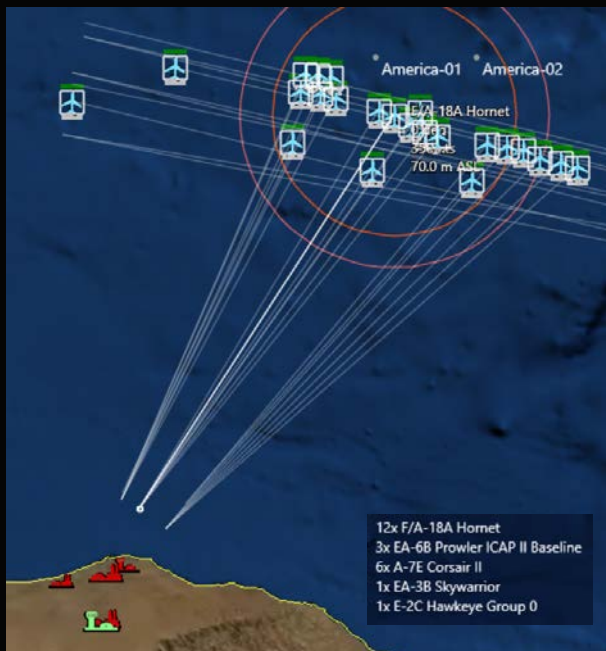 America-01
America-02
F/A-18A Hornet
70.0 m ASL
12x F/A-18A Hornet
3x EA-6B Prowler ICAP II Baseline
6x A-7E Corsair II
1x EA-3B Skywarrior
1x E-2C Hawkeye Group 0